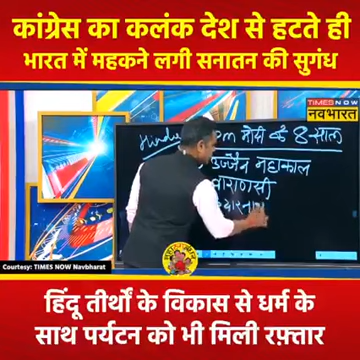 कांग्रेस का कलंक देश से हटते ही
भारत में महकने लगी सनातन की सुगंध
TIMES NOW
नवभारत
मोदी के 8 साल
उज्जैन महाकाल
वाराणसी
Courtesy: TIMES NOW Navbharat
हिंदू तीर्थों के विकास से धर्म के
साथ पर्यटन को भी मिली रफ़्तार